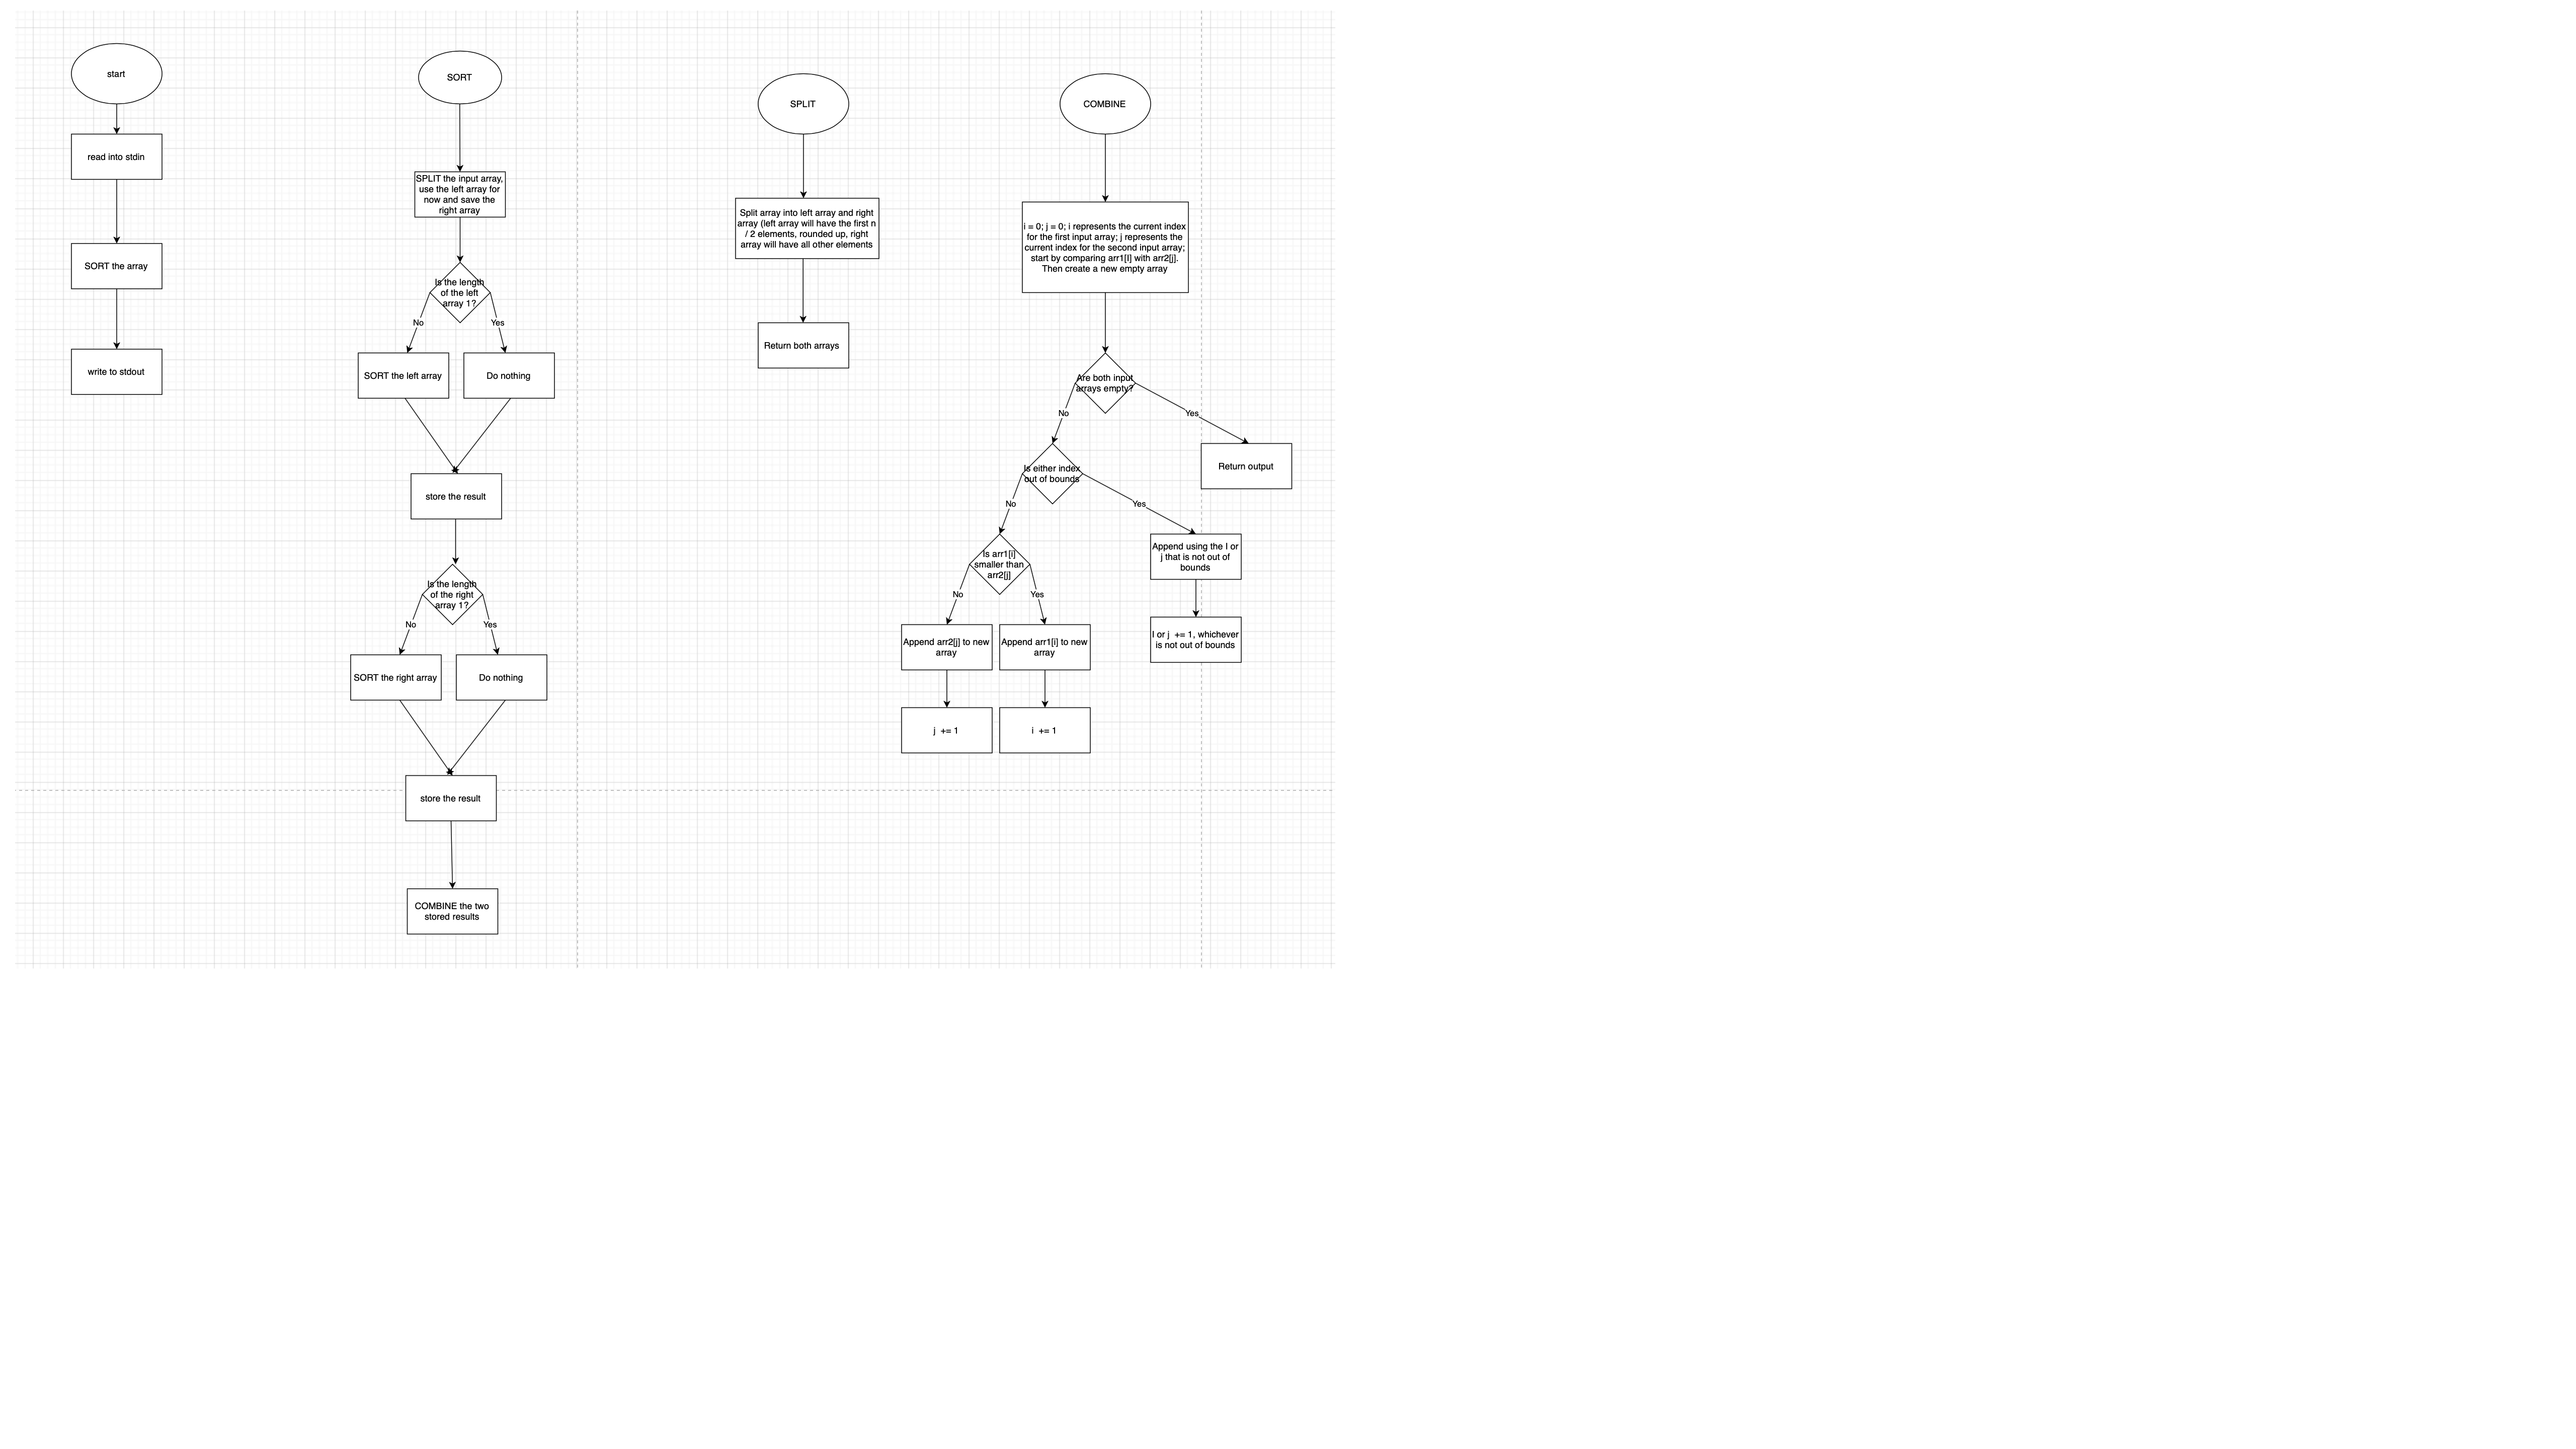 start
read into stdin
SORT the array
write to stdout
SORT
SPLIT the input array,
use the left array for
now and save the
right array
Is the length
of the left
array 1?
No
Yes
SORT the left array
Do nothing
store the result
Is the length
of the right
array 1?
No
Yes
SORT the right array
Do nothing
store the result
COMBINE the two
stored results
SPLIT
Split array into left array and right
array (left array will have the first n
/ 2 elements, rounded up, right
array will have all other elements
Return both arrays
COMBINE
i = 0; j = 0; i represents the current index
for the first input array; j represents the
current index for the second input array;
start by comparing arr1[I] with arr2[j].
Then create a new empty array
Are both input
arrays empty?
No
Yes
Return output
Is either index
out of bounds
No
Yes
Is arr1[i]
smaller than
arr2[j]
No
Yes
Append using the I or
j that is not out of
bounds
I or j += 1, whichever
is not out of bounds
Append arr2[j] to new
array
Append arr1[i] to new
array
j += 1
i += 1